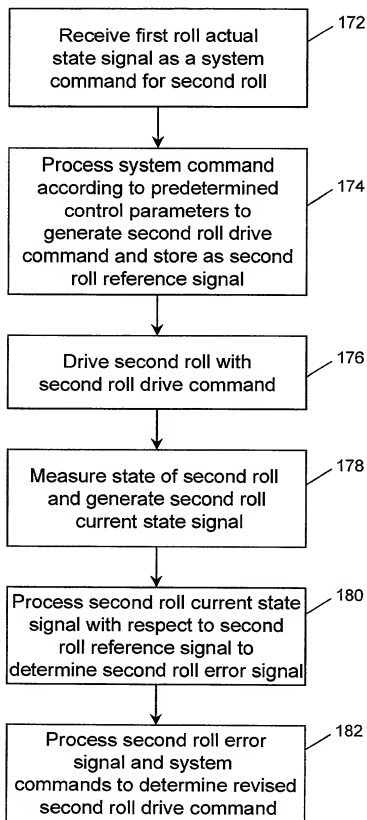 Receive first roll actual
state signal as a system
command for second roll
172
Process system command
according to predetermined
control parameters to
generate second roll drive
command and store as second
roll reference signal
174
Drive second roll with
second roll drive command
176
Measure state of second roll
and generate second roll
current state signal
178
Process second roll current state
signal with respect to second
roll reference signal to
determine second roll error signal
180
Process second roll error
signal and system
commands to determine revised
second roll drive command
182